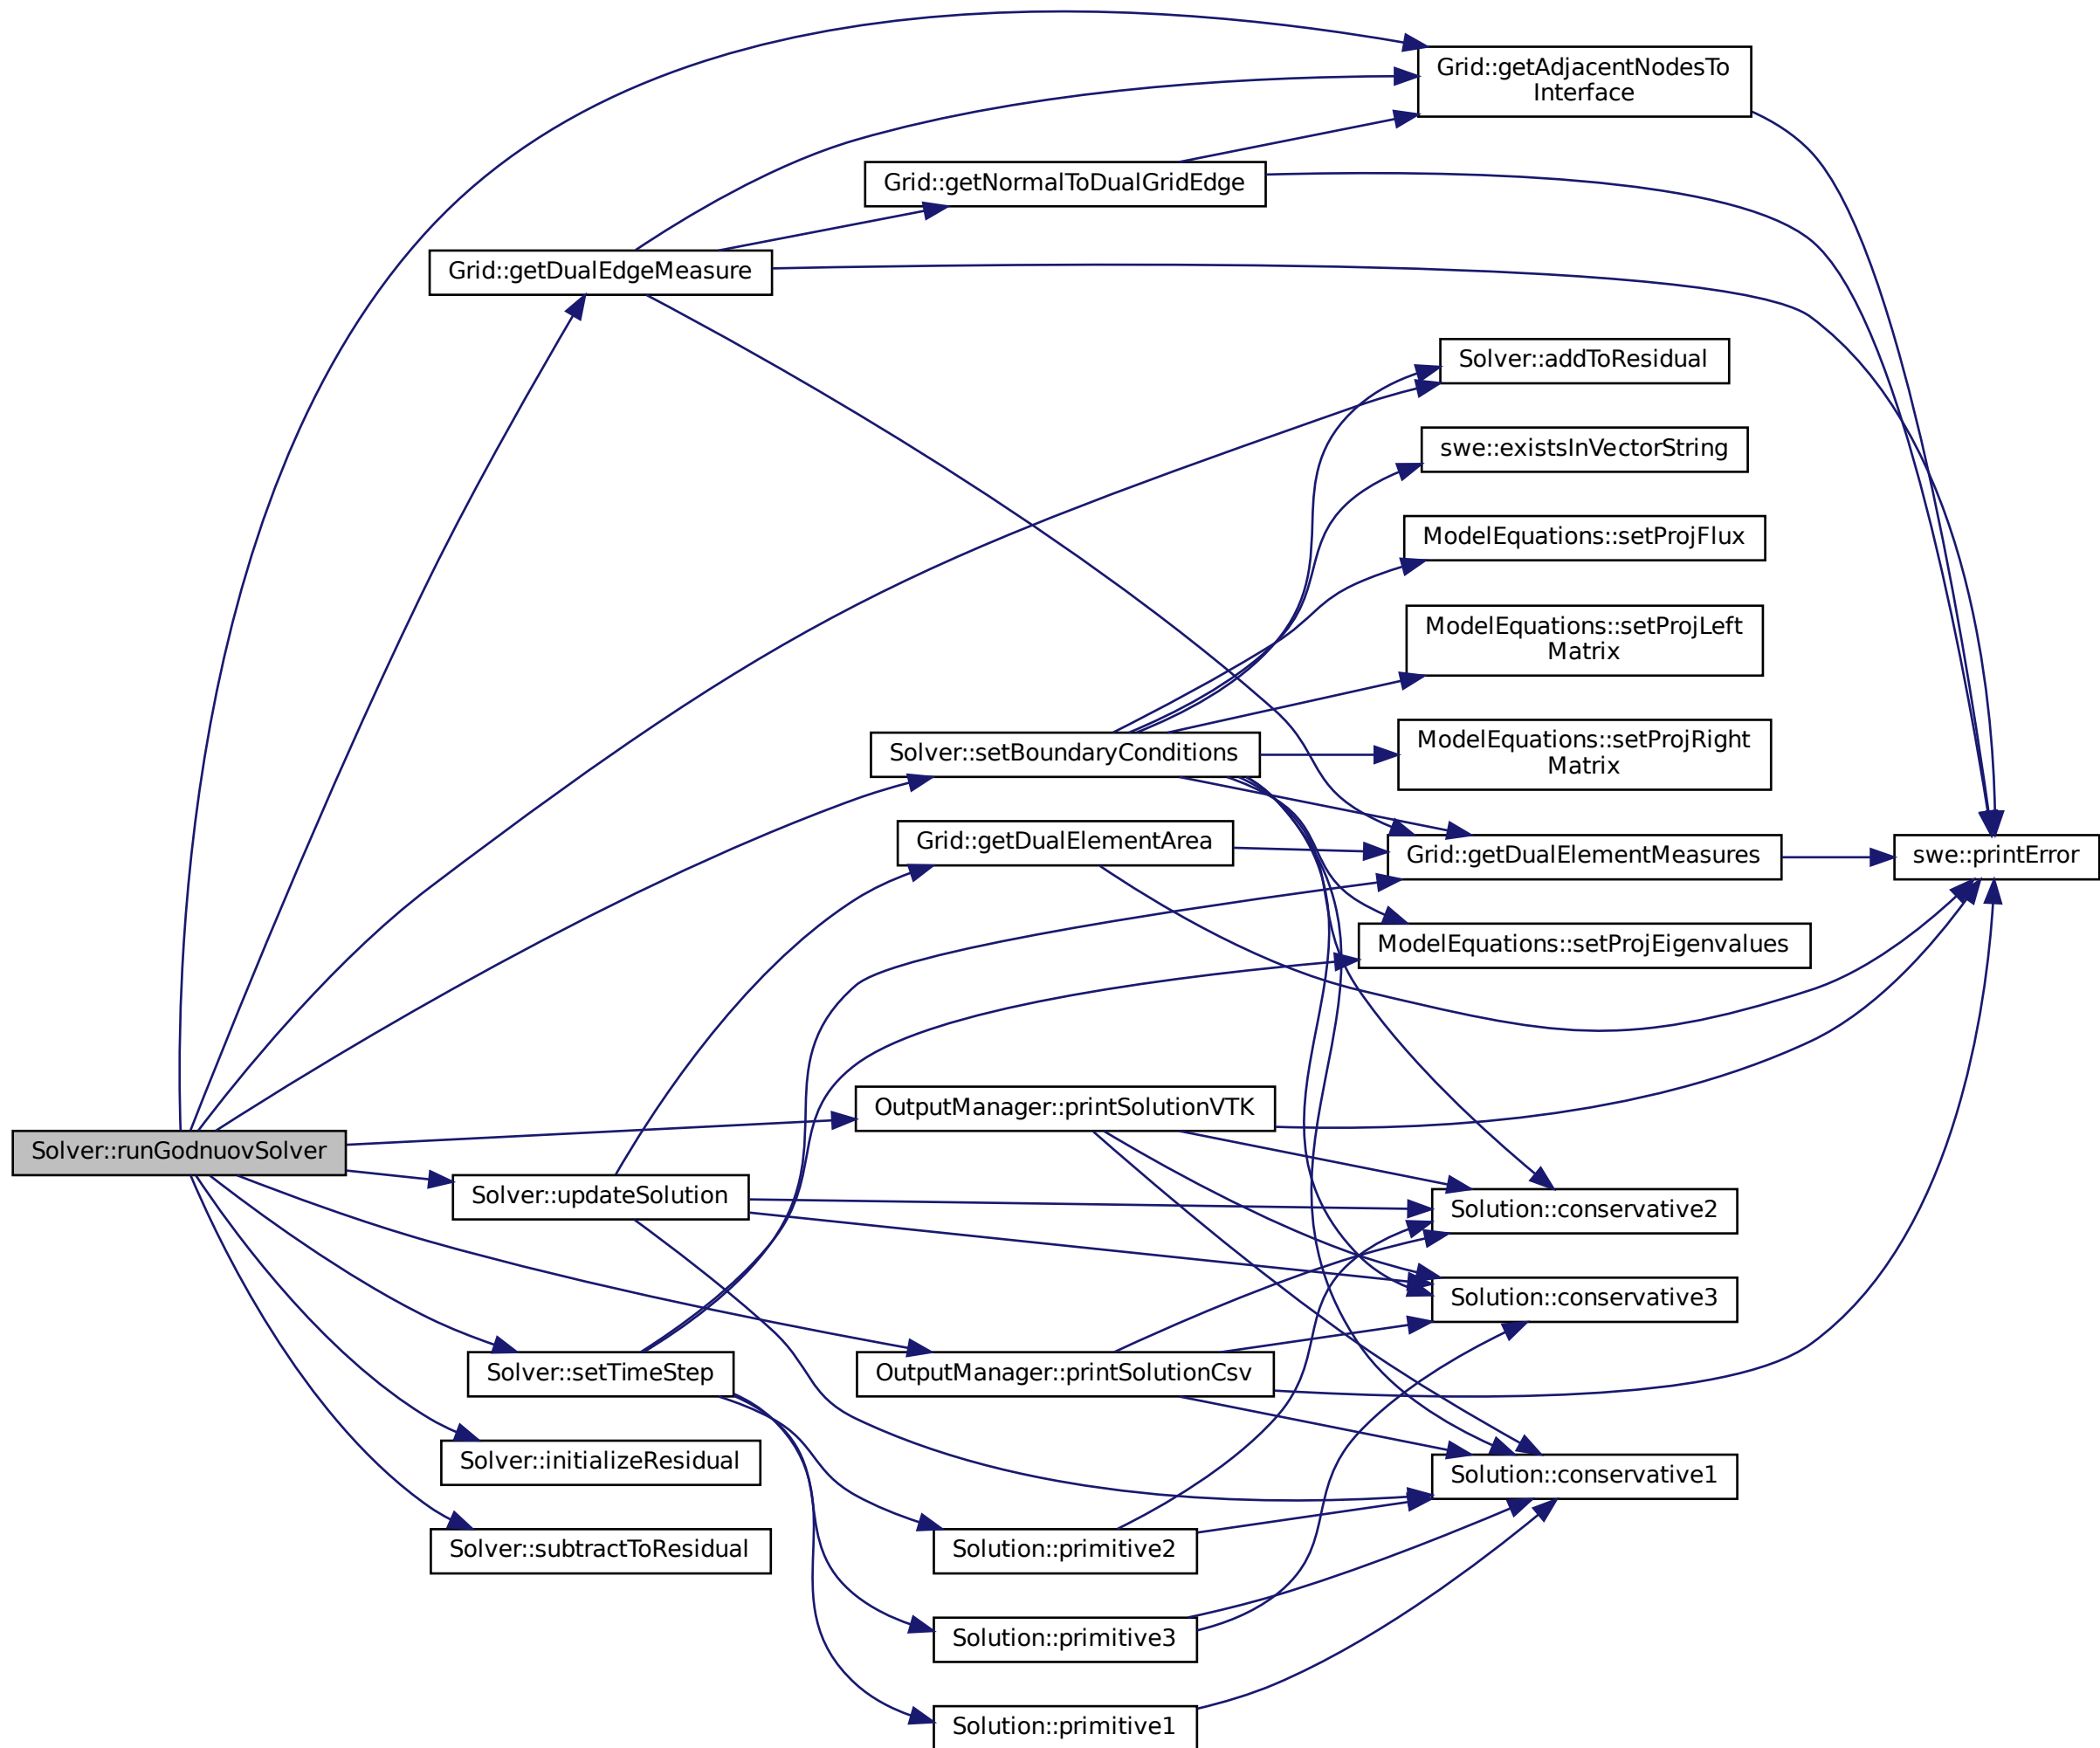 Grid::getAdjacentNodesTo
Interface
Grid::getNormalToDualGridEdge
Grid::getDualEdgeMeasure
Solver::addToResidual
swe::existsInVectorString
ModelEquations::setProjFlux
ModelEquations::setProjLeft
Matrix
ModelEquations::setProjRight
Matrix
Solver::setBoundaryConditions
Grid::getDualElementArea
Grid::getDualElementMeasures
swe::printError
ModelEquations::setProjEigenvalues
OutputManager::printSolutionVTK
Solver::runGodnuovSolver
Solver::updateSolution
Solution::conservative2
Solution::conservative3
Solver::setTimeStep
OutputManager::printSolutionCsv
Solver::initializeResidual
Solution::conservative1
Solver::subtractToResidual
Solution::primitive2
Solution::primitive3
Solution::primitive1